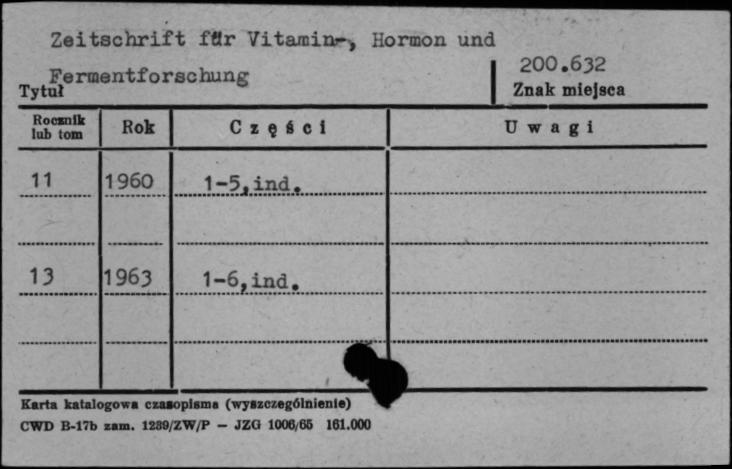 Zeitschrift für Vitamin-, Hormon und
Fermentforschung
Tytuł
200.632
Znak miejsca
Rocznik lub tom Rok Części Uwagi
11 1960 1-5, ind.
13 1963 1-6, ind.
Karta katalogowa czasopisma (wyszczególnienie)
CWD B-17b zam. 1289/ZW/P — JZG 1006/65 161.000